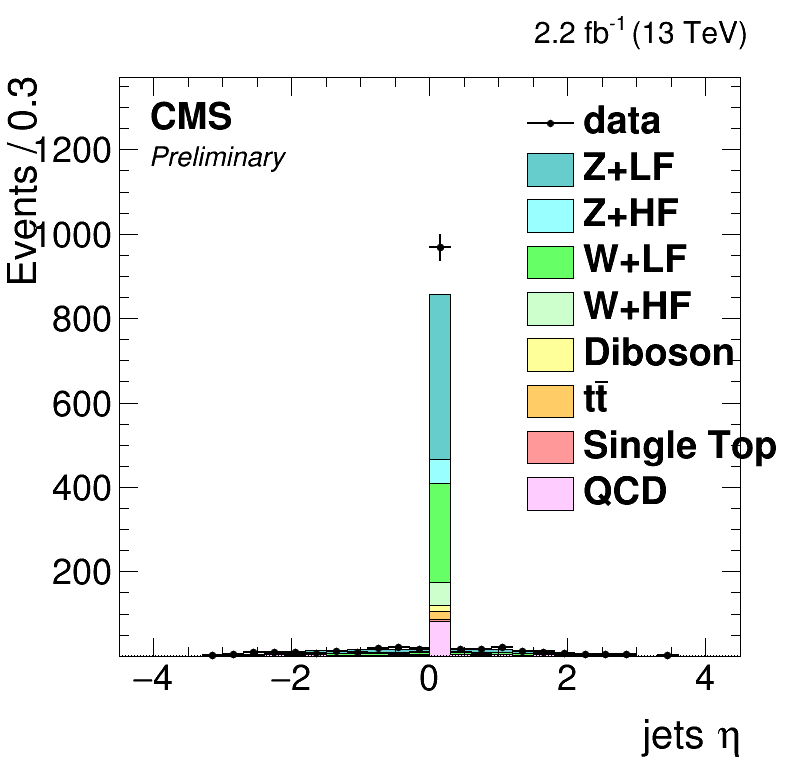 2.2 fb⁻¹ (13 TeV)
Events / 0.3
CMS
Preliminary
data
Z+LF
Z+HF
W+LF
W+HF
Diboson
tt̄
Single Top
QCD
1200
1000
800
600
400
200
−4 −2 0 2 4
jets η